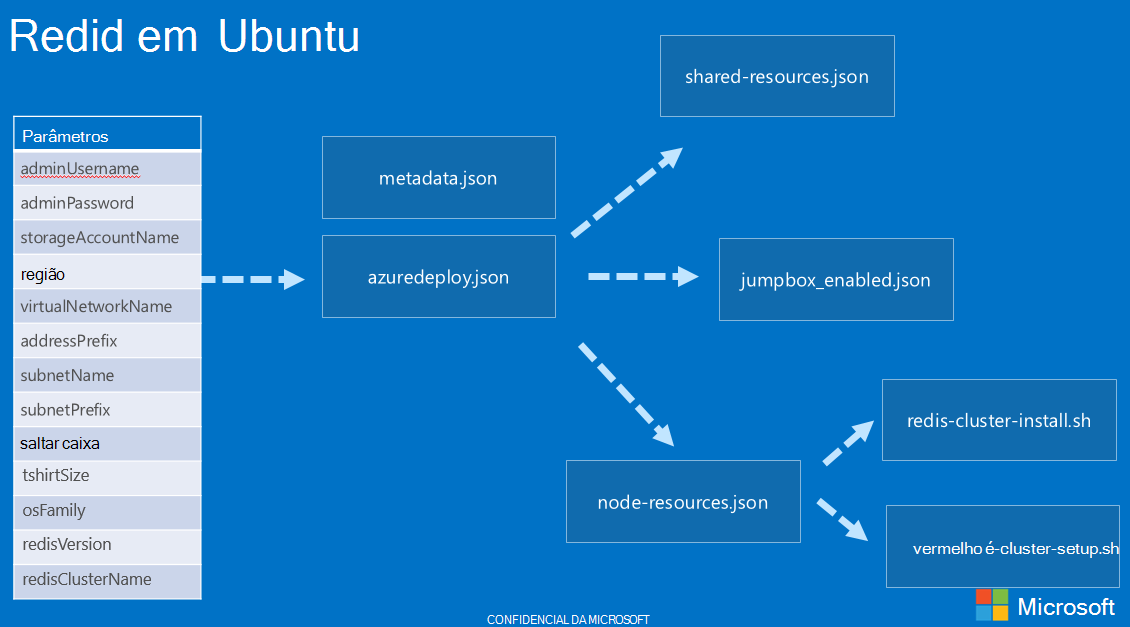 Redid em Ubuntu
Parâmetros
adminUsername
adminPassword
storageAccountName
região
virtualNetworkName
addressPrefix
subnetName
subnetPrefix
saltar caixa
tshirtSize
osFamily
redisVersion
redisClusterName
metadata.json
azuredeploy.json
shared-resources.json
jumpbox_enabled.json
node-resources.json
redis-cluster-install.sh
vermelho é-cluster-setup.sh
CONFIDENCIAL DA MICROSOFT
Microsoft